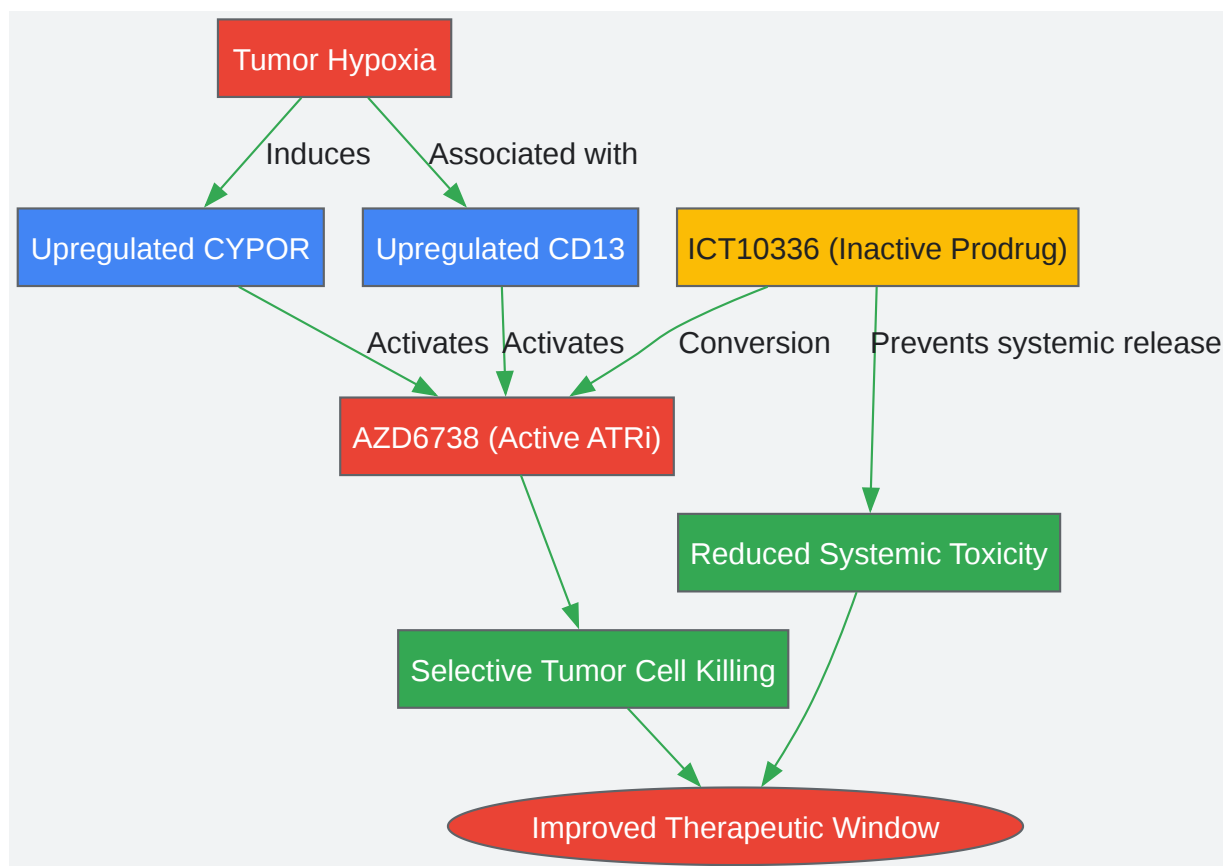 Tumor Hypoxia
Induces
Associated with
Upregulated CYPOR
Upregulated CD13
ICT10336 (Inactive Prodrug)
Activates
Activates
Conversion
Prevents systemic release
AZD6738 (Active ATRi)
Reduced Systemic Toxicity
Selective Tumor Cell Killing
Improved Therapeutic Window